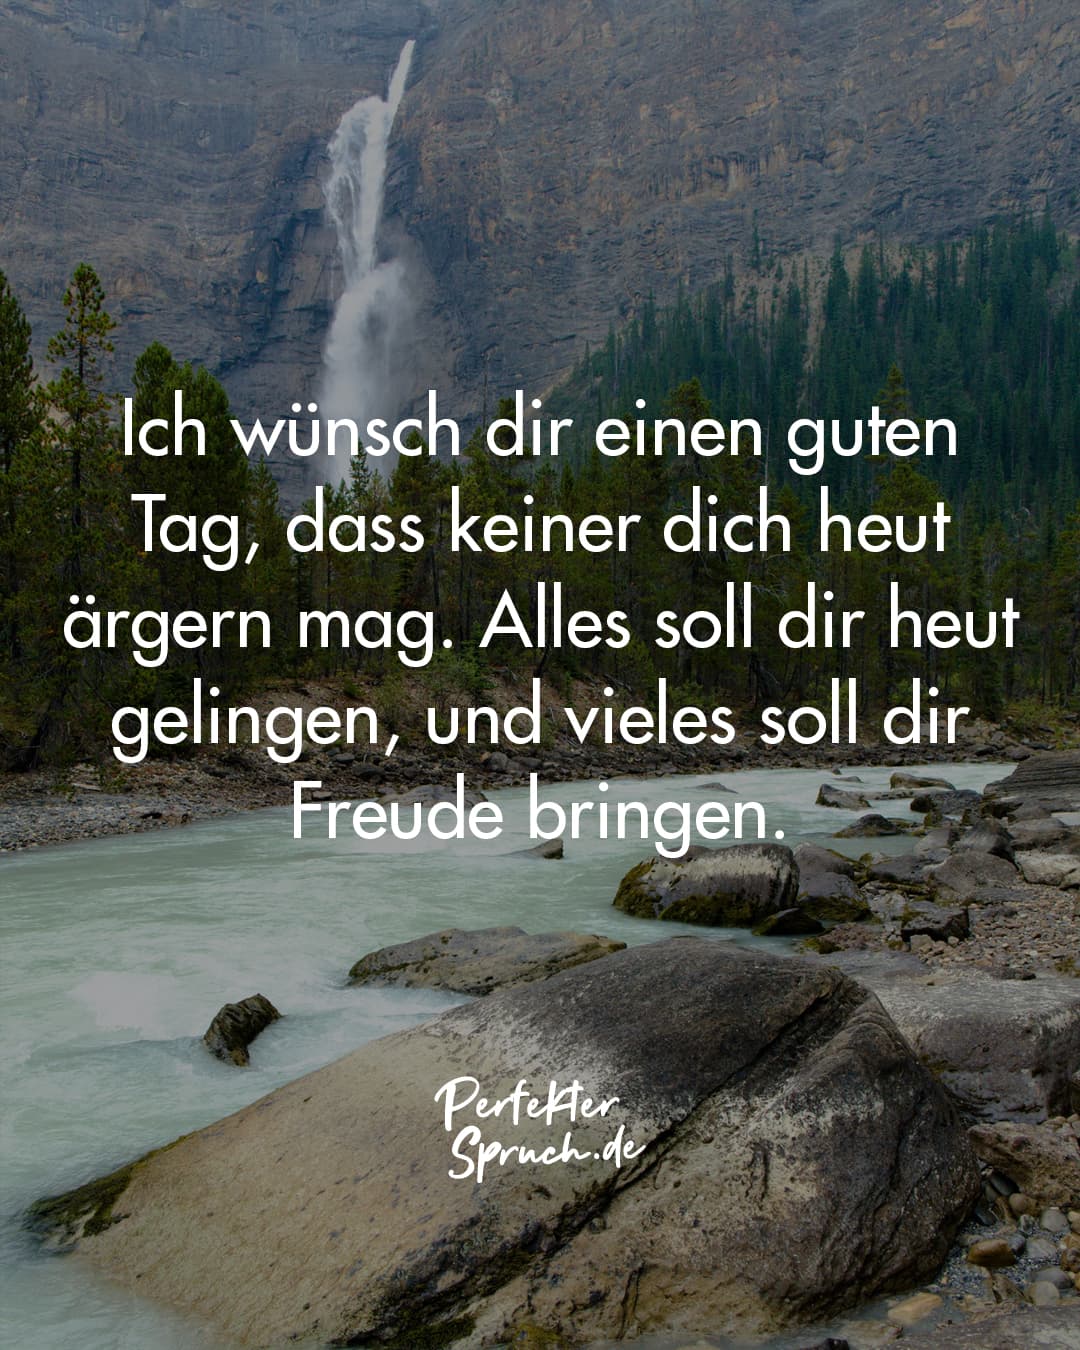 Ich wünsch dir einen guten
Tag, dass keiner dich heut
ärgern mag. Alles soll dir heut
gelingen, und vieles soll dir
Freude bringen.
Perfekter
Spruch.de